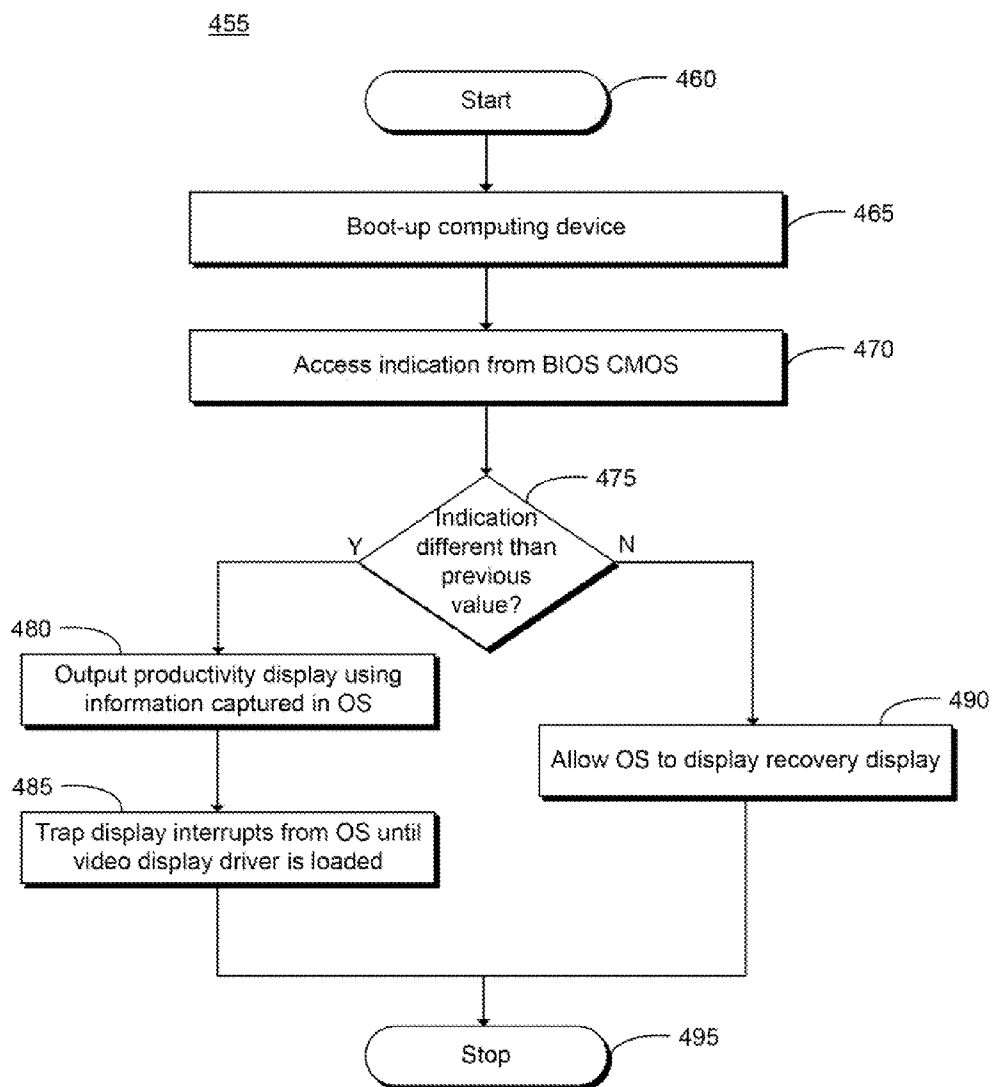 455
Start
460
Boot-up computing device
465
Access indication from BIOS CMOS
470
475
Indication
different than
previous
value?
Y
N
480
Output productivity display using
information captured in OS
490
Allow OS to display recovery display
485
Trap display interrupts from OS until
video display driver is loaded
Stop
495